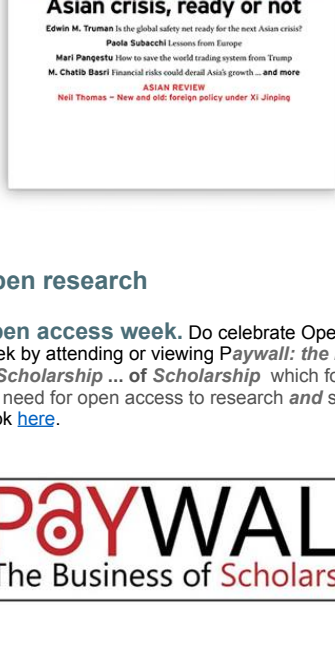 Asian crisis, ready or not
Edwin M. Truman Is the global safety net ready for the next Asian crisis?
Paola Subacchi Lessons from Europe
Mari Pangestu How to save the world trading system from Trump
M. Chatib Basri Financial risks could derail Asia's growth ... and more
ASIAN REVIEW
Neil Thomas – New and old: foreign policy under Xi Jinping
pen research
pen access week. Do celebrate Ope
ek by attending or viewing Paywall: the
Scholarship ... of Scholarship which fo
need for open access to research and s
ok here.
PAYWAL
The Business of Scholars